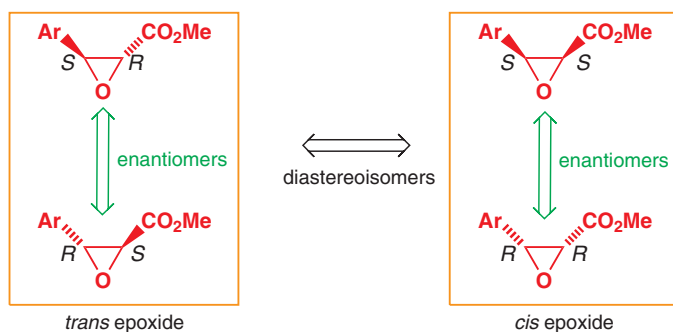 Ar CO2Me Ar CO2Me
S R S S
O O
enantiomers enantiomers
diastereoisomers
Ar CO2Me Ar CO2Me
R S R R
O O
trans epoxide cis epoxide